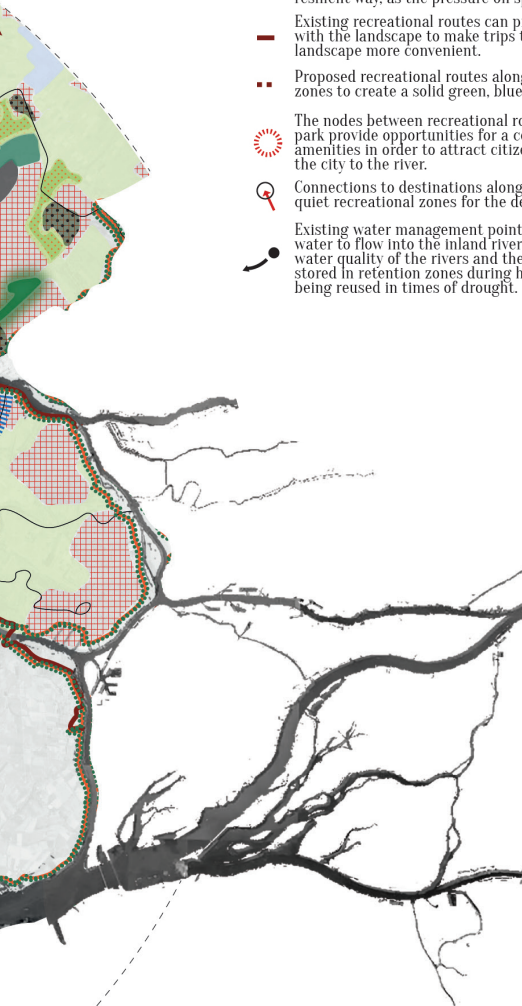 resilient way, as the pressure on s
Existing recreational routes can p
with the landscape to make trips t
landscape more convenient.
Proposed recreational routes alon
zones to create a solid green, blue
The nodes between recreational ro
park provide opportunities for a c
amenities in order to attract citize
the city to the river.
Connections to destinations along
quiet recreational zones for the de
Existing water management point
water to flow into the inland river
water quality of the rivers and the
stored in retention zones during h
being reused in times of drought.